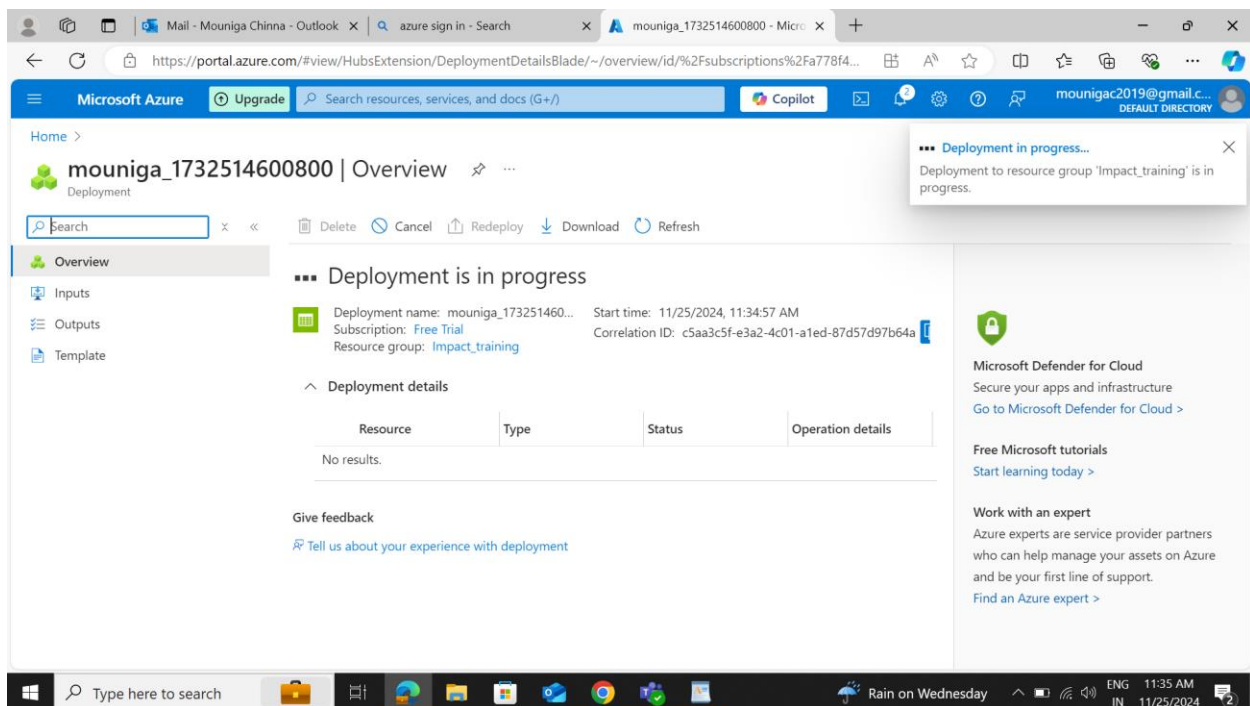 Mail - Mouniga Chinna - Outlook
azure sign in - Search
mouniga_1732514600800 - Micro
https://portal.azure.com/#view/HubsExtension/DeploymentDetailsBlade/~/overview/id/%2Fsubscriptions%2Fa778f4...
Microsoft Azure
Upgrade
Search resources, services, and docs (G+/)
Copilot
2
mounigac2019@gmail.c...
DEFAULT DIRECTORY
Home >
mouniga_1732514600800 | Overview
Deployment
Deployment in progress...
Deployment to resource group 'Impact_training' is in
progress.
Search
Delete Cancel Redeploy Download Refresh
Overview
Inputs
Outputs
Template
Deployment is in progress
Deployment name: mouniga_173251460...
Subscription: Free Trial
Resource group: Impact_training
Start time: 11/25/2024, 11:34:57 AM
Correlation ID: c5aa3c5f-e3a2-4c01-a1ed-87d57d97b64a
Deployment details
Resource Type Status Operation details
No results.
Give feedback
Tell us about your experience with deployment
Microsoft Defender for Cloud
Secure your apps and infrastructure
Go to Microsoft Defender for Cloud >
Free Microsoft tutorials
Start learning today >
Work with an expert
Azure experts are service provider partners
who can help manage your assets on Azure
and be your first line of support.
Find an Azure expert >
Type here to search
Rain on Wednesday
ENG
IN
11:35 AM
11/25/2024
2